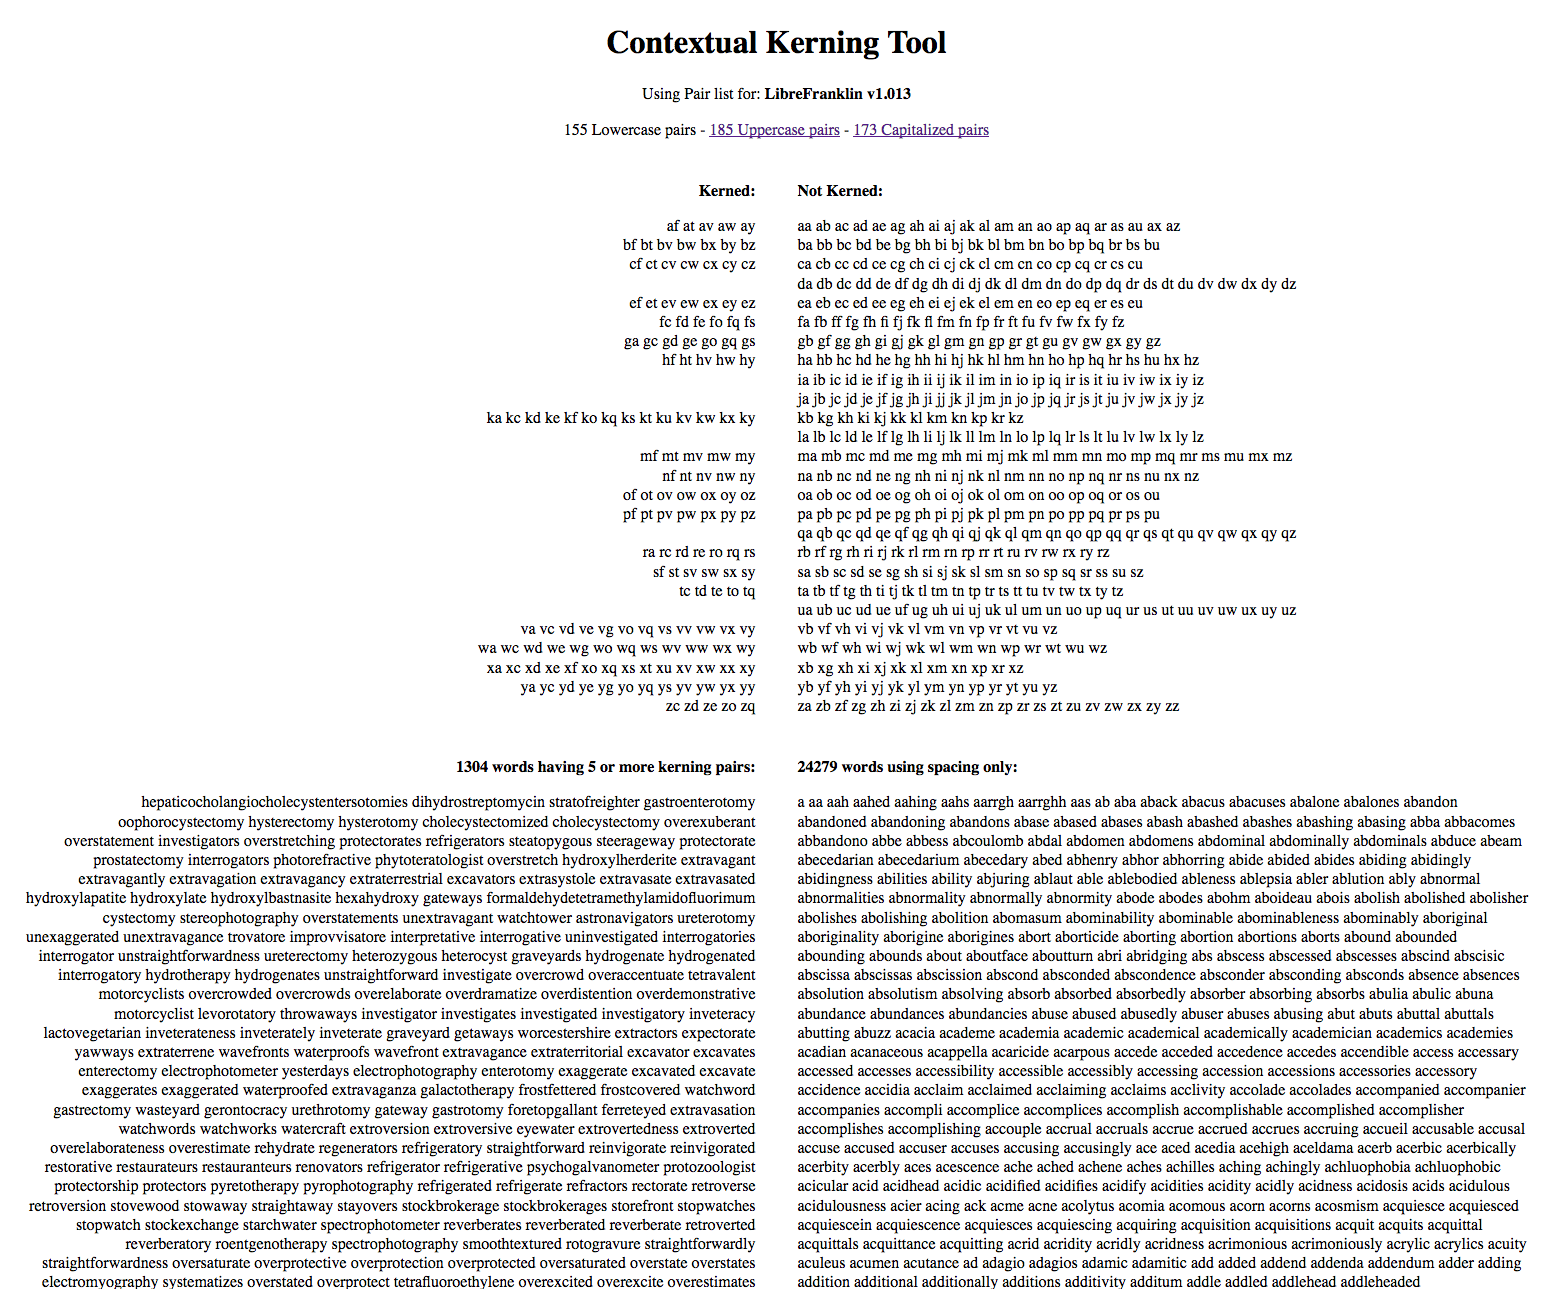 Contextual Kerning Tool
Using Pair list for: LibreFranklin v1.013
155 Lowercase pairs - 185 Uppercase pairs - 173 Capitalized pairs
Kerned:
af at av aw ay
bf bt bv bw bx by bz
cf ct cv cw cx cy cz
ef et ev ew ex ey ez
fc fd fe fo fq fs
ga gc gd ge go gq gs
hf ht hv hw hy
ka kc kd ke kf ko kq ks kt ku kv kw kx ky
mf mt mv mw my
nf nt nv nw ny
of ot ov ow ox oy oz
pf pt pv pw px py pz
ra rc rd re ro rq rs
sf st sv sw sx sy
tc td te to tq
va vc vd ve vg vo vq vs vv vw vx vy
wa wc wd we wg wo wq ws wv ww wx wy
xa xc xd xe xf xo xq xs xt xu xv xw xx xy
ya yc yd ye yg yo yq ys yv yw yx yy
zc zd ze zo zq
Not Kerned:
aa ab ac ad ae ag ah ai aj ak al am an ao ap aq ar as au ax az
ba bb bc bd be bg bh bi bj bk bl bm bn bo bp bq br bs bu
ca cb cc cd ce cg ch ci cj ck cl cm cn co cp cq cr cs cu
da db dc dd de df dg dh di dj dk dl dm dn do dp dq dr ds dt du dv dw dx dy dz
ea eb ec ed ee eg eh ei ej ek el em en eo ep eq er es eu
fa fb ff fg fh fi fj fk fl fm fn fp fr ft fu fv fw fx fy fz
gb gf gg gh gi gj gk gl gm gn gp gr gt gu gv gw gx gy gz
ha hb hc hd he hg hh hi hj hk hl hm hn ho hp hq hr hs hu hx hz
ia ib ic id ie if ig ih ii ij ik il im in io ip iq ir is it iu iv iw ix iy iz
ja jb jc jd je jf jg jh ji jj jk jl jm jn jo jp jq jr js jt ju jv jw jx jy jz
kb kg kh ki kj kk kl km kn kp kr kz
la lb lc ld le lf lg lh li lj lk ll lm ln lo lp lq lr ls lt lu lv lw lx ly lz
ma mb mc md me mg mh mi mj mk ml mm mn mo mp mq mr ms mu mx mz
na nb nc nd ne ng nh ni nj nk nl nm nn no np nq nr ns nu nx nz
oa ob oc od oe og oh oi oj ok ol om on oo op oq or os ou
pa pb pc pd pe pg ph pi pj pk pl pm pn po pp pq pr ps pu
qa qb qc qd qe qf qg qh qi qj qk ql qm qn qo qp qq qr qs qt qu qv qw qx qy qz
rb rf rg rh ri rj rk rl rm rn rp rr rt ru rv rw rx ry rz
sa sb sc sd se sg sh si sj sk sl sm sn so sp sq sr ss su sz
ta tb tf tg th ti tj tk tl tm tn tp tr ts tt tu tv tw tx ty tz
ua ub uc ud ue uf ug uh ui uj uk ul um un uo up uq ur us ut uu uv uw ux uy uz
vb vf vh vi vj vk vl vm vn vp vr vt vu vz
wb wf wh wi wj wk wl wm wn wp wr wt wu wz
xb xg xh xi xj xk xl xm xn xp xr xz
yb yf yh yi yj yk yl ym yn yp yr yt yu yz
za zb zf zg zh zi zj zk zl zm zn zp zr zs zt zu zv zw zx zy zz
1304 words having 5 or more kerning pairs:
hepaticocholangiocholecystentersotomies dihydrostreptomycin stratofreighter gastroenterotomy
oophorocystectomy hysterectomy hysterotomy cholecystectomized cholecystectomy overexuberant
overstatement investigators overstretching protectorates refrigerators steatopygous steerageway protectorate
prostatectomy interrogators photorefractive phytoteratologist overstretch hydroxylherderite extravagant
extravagantly extravagation extravagancy extraterrestrial excavators extrasystole extravasate extravasated
hydroxylapatite hydroxylate hydroxylbastnasite hexahydroxy gateways formaldehydetetramethylamidofluorimum
cystectomy stereophotography overstatements unextravagant watchtower astronavigators ureterotomy
unexaggerated unextravagance trovatore improvvisatore interpretative interrogative uninvestigated interrogatories
interrogator unstraightforwardness ureterectomy heterozygous heterocyst graveyards hydrogenate hydrogenated
interrogatory hydrotherapy hydrogenates unstraightforward investigate overcrowd overaccentuate tetravalent
motorcyclists overcrowded overcrowds overelaborate overdramatize overdistention overdemonstrative
motorcyclist levorotatory throwaways investigator investigates investigated investigatory inveteracy
lactovegetarian inveterateness inveterately inveterate graveyard getaways worcestershire extractors expectorate
yawways extraterrene wavefronts waterproofs wavefront extravagance extraterritorial excavator excavates
enterectomy electrophotometer yesterdays electrophotography enterotomy exaggerate excavated excavate
exaggerates exaggerated waterproofed extravaganza galactotherapy frostfettered frostcovered watchword
gastrectomy wasteyard gerontocracy urethrotomy gateway gastrotomy foretopgallant ferreteyed extravasation
watchwords watchworks watercraft extroversion extroversive eyewater extrovertedness extroverted
overelaborateness overestimate rehydrate regenerators refrigeratory straightforward reinvigorate reinvigorated
restorative restaurateurs restauranteurs renovators refrigerator refrigerative psychogalvanometer protozoologist
protectorship protectors pyretotherapy pyrophotography refrigerated refrigerate refractors rectorate retroverse
retroversion stovewood stowaway straightaway stayovers stockbrokerage stockbrokerages storefront stopwatches
stopwatch stockexchange starchwater spectrophotometer reverberates reverberated reverberate retroverted
reverberatory roentgenotherapy spectrophotography smoothtextured rotogravure straightforwardly
straightforwardness oversaturate overprotective overprotection overprotected oversaturated overstate overstates
electromyography systematizes overstated overprotect tetrafluoroethylene overexcited overexcite overestimates
24279 words using spacing only:
a aa aah aahed aahing aahs aarrgh aarrghh aas ab aba aback abacus abacuses abalone abalones abandon
abandoned abandoning abandons abase abased abases abash abashed abashes abashing abasing abba abbacomes
abbandono abbe abbess abcoulomb abdal abdomen abdomens abdominal abdominally abdominals abduce abeam
abecedarian abecedarium abecedary abed abhenry abhor abhorring abide abided abides abiding abidingly
abidingness abilities ability abjuring ablaut able ablebodied ableness ablepsia abler ablution ably abnormal
abnormalities abnormality abnormally abnormity abode abodes abohm aboideau abois abolish abolished abolisher
abolishes abolishing abolition abomasum abominability abominable abominableness abominably aboriginal
aboriginality aborigine aborigines abort aborticide aborting abortion abortions aborts abound abounded
abounding abounds about aboutface aboutturn abri abridging abs abscess abscessed abscesses abscind abscisic
abscissa abscissas abscission abscond absconded abscondence absconder absconding absconds absence absences
absolution absolutism absolving absorb absorbed absorbedly absorber absorbing absorbs abulia abulic abuna
abundance abundances abundancies abuse abused abusedly abuser abuses abusing abut abuts abuttal abuttals
abutting abuzz acacia academe academia academic academical academically academician academics academies
acadian acanaceous acappella acaricide acarpous accede acceded accedence accedes accendible access accessary
accessed accesses accessibility accessible accessibly accessing accession accessions accessories accessory
accidence accidia acclaim acclaimed acclaiming acclaims acclivity accolade accolades accompanied accompanier
accompanies accompli accomplice accomplices accomplish accomplishable accomplished accomplisher
accomplishes accomplishing accouple accrual accruals accrue accrued accrues accruing accueil accusable accusal
accuse accused accuser accuses accusing accusingly ace aced acedia acehigh aceldama acerb acerbic acerbically
acerbity acerbly aces acescence ache ached achene aches achilles aching achingly achluophobia achluophobic
acicular acid acidhead acidic acidified acidifies acidify acidities acidity acidly acidness acidosis acids acidulous
acidulousness acier acing ack acme acne acolytus acomia acomous acorn acorns acosmism acquiesce acquiesced
acquiescein acquiescence acquiesces acquiescing acquiring acquisition acquisitions acquit acquits acquittal
acquittals acquittance acquitting acrid acridity acridly acridness acrimonious acrimoniously acrylic acrylics acuity
aculeus acumen acutance ad adagio adagios adamic adamitic add added addend addenda addendum adder adding
addition additional additionally additions additivity additum addle addled addlehead addleheaded